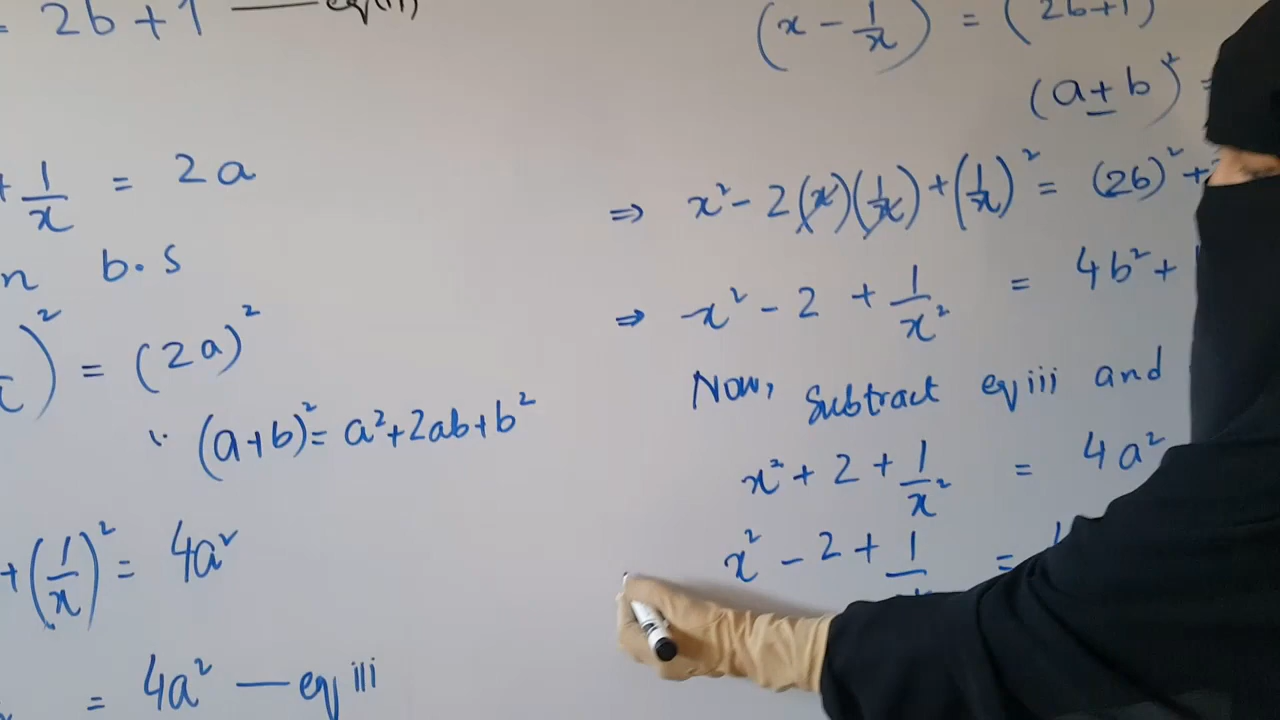 = 2b + 1 — eq(ii)
+ 1/x = 2a
n b.s
)² = (2a)²
∵ (a+b)² = a²+2ab+b²
+ (1/x)² = 4a²
= 4a² — eq iii
(x - 1/x) = (2b+1)
(a+b)² =
⇒ x² - 2(x)(1/x) + (1/x)² = (2b)² +
⇒ x² - 2 + 1/x² = 4b² +
Now, Subtract eq iii and
x² + 2 + 1/x² = 4a²
x² - 2 + 1 =